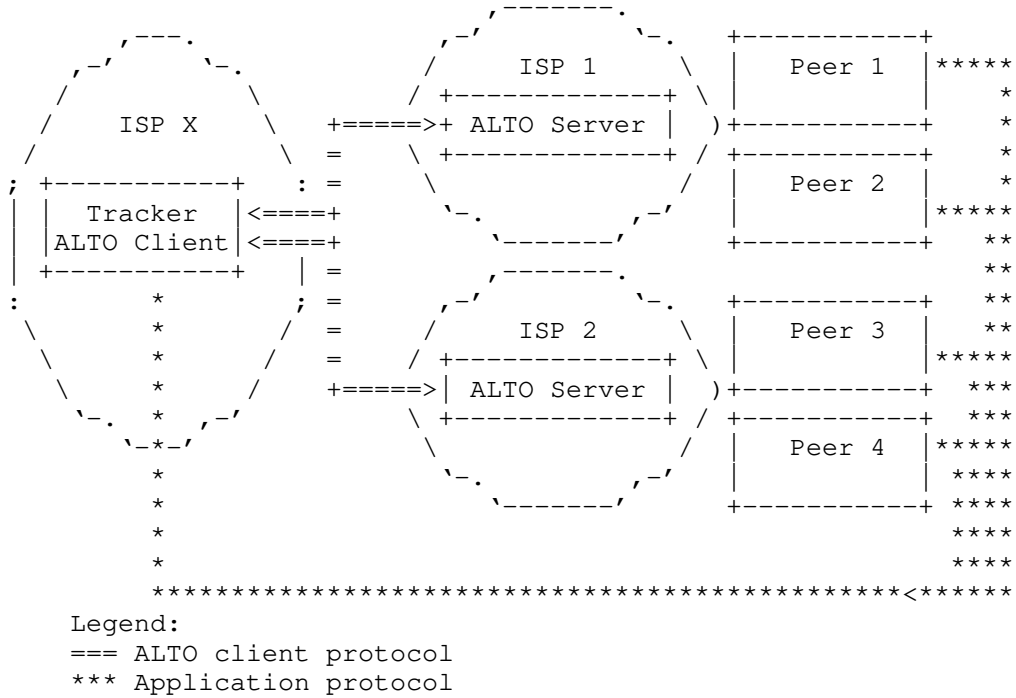 ISP 1
Peer 1
ISP X
ALTO Server
Peer 2
Tracker
ALTO Client
ISP 2
Peer 3
ALTO Server
Peer 4
Legend:
=== ALTO client protocol
*** Application protocol